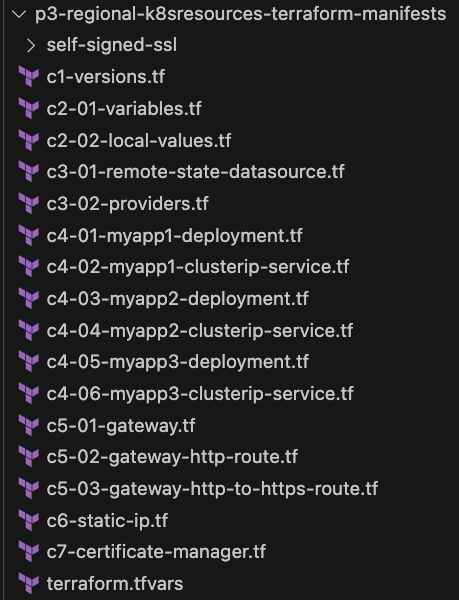 p3-regional-k8sresources-terraform-manifests
self-signed-ssl
c1-versions.tf
c2-01-variables.tf
c2-02-local-values.tf
c3-01-remote-state-datasource.tf
c3-02-providers.tf
c4-01-myapp1-deployment.tf
c4-02-myapp1-clusterip-service.tf
c4-03-myapp2-deployment.tf
c4-04-myapp2-clusterip-service.tf
c4-05-myapp3-deployment.tf
c4-06-myapp3-clusterip-service.tf
c5-01-gateway.tf
c5-02-gateway-http-route.tf
c5-03-gateway-http-to-https-route.tf
c6-static-ip.tf
c7-certificate-manager.tf
terraform.tfvars